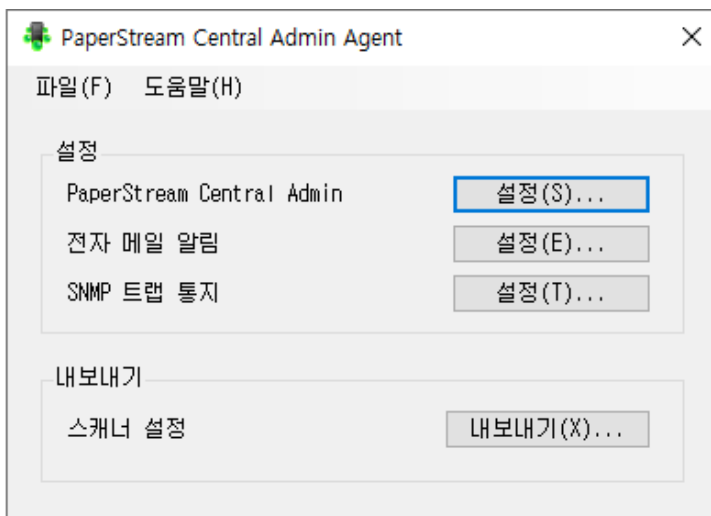 PaperStream Central Admin Agent
파일(F) 도움말(H)
설정
PaperStream Central Admin 설정(S)...
전자 메일 알림 설정(E)...
SNMP 트랩 통지 설정(T)...
내보내기
스캐너 설정 내보내기(X)...